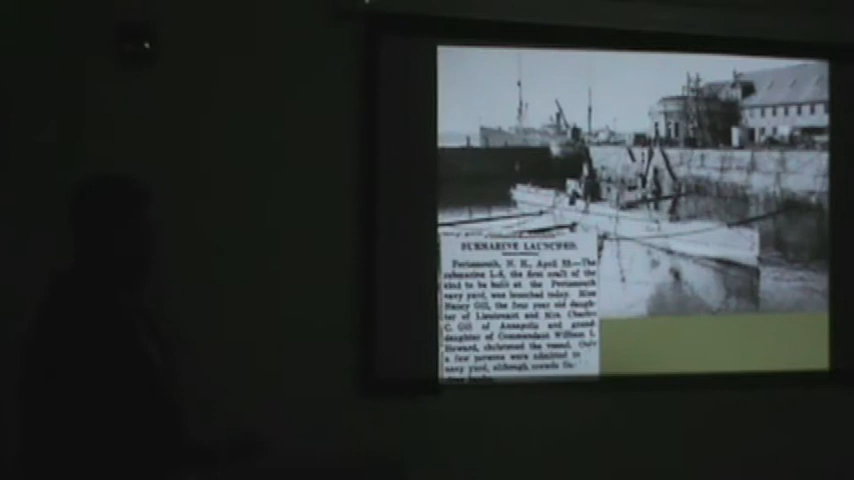 SUBMARINE LAUNCHED.
Portsmouth, N. H., April 23.—The
submarine L-8, the first craft of the
kind to be built at the Portsmouth
navy yard, was launched today. Miss
Nancy Gill, the four year old daugh-
ter of Lieutenant and Mrs. Charles
C. Gill of Annapolis and grand-
daughter of Commandant William L
Howard, christened the vessel. Only
a few persons were admitted to
navy yard, although crowds